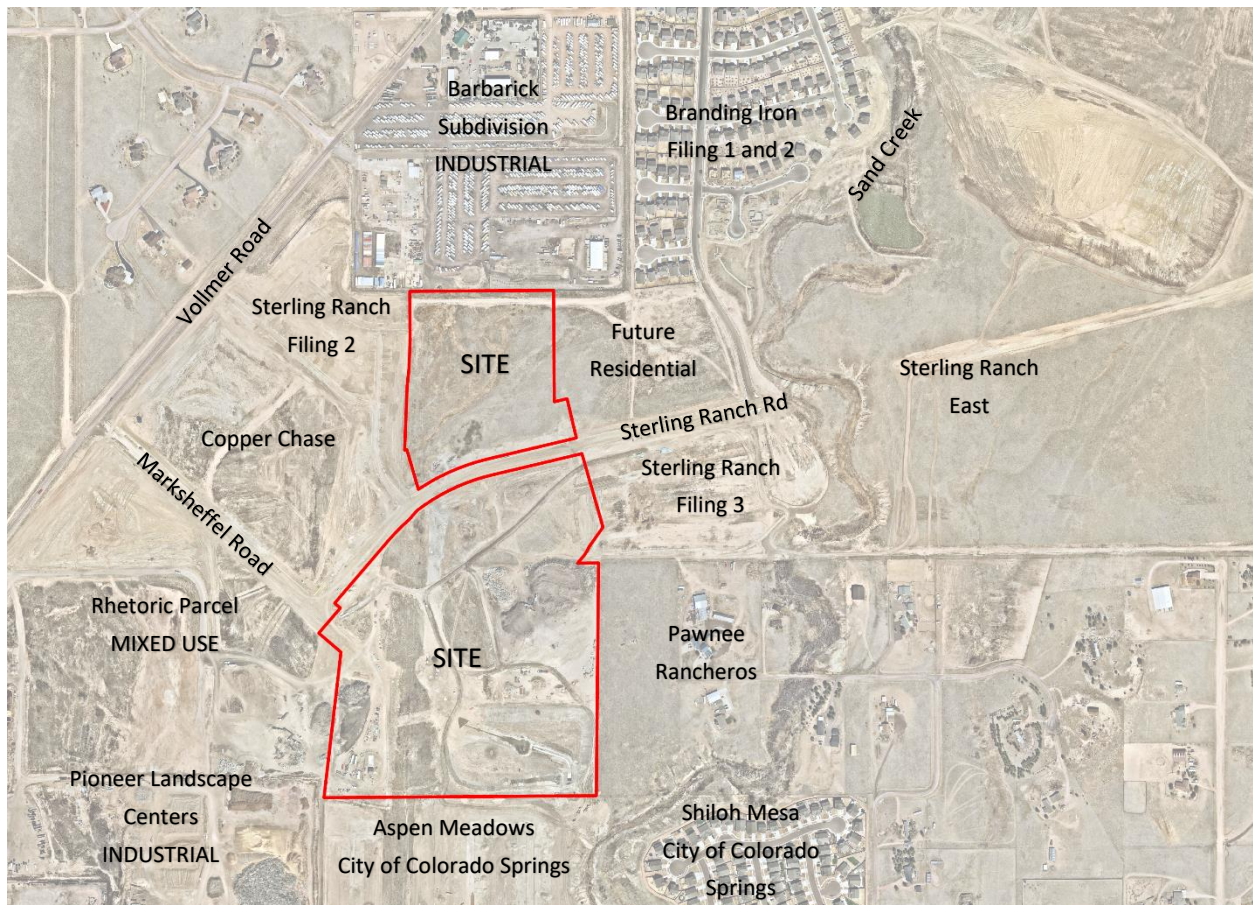 Barbarick
Subdivision
INDUSTRIAL
Branding Iron
Filing 1 and 2
Sand Creek
Vollmer Road
Sterling Ranch
Filing 2
SITE
Future
Residential
Sterling Ranch Rd
Sterling Ranch
East
Copper Chase
Marksheffel Road
Sterling Ranch
Filing 3
Rhetoric Parcel
MIXED USE
SITE
Pawnee
Rancheros
Pioneer Landscape
Centers
INDUSTRIAL
Aspen Meadows
City of Colorado Springs
Shiloh Mesa
City of Colorado
Springs